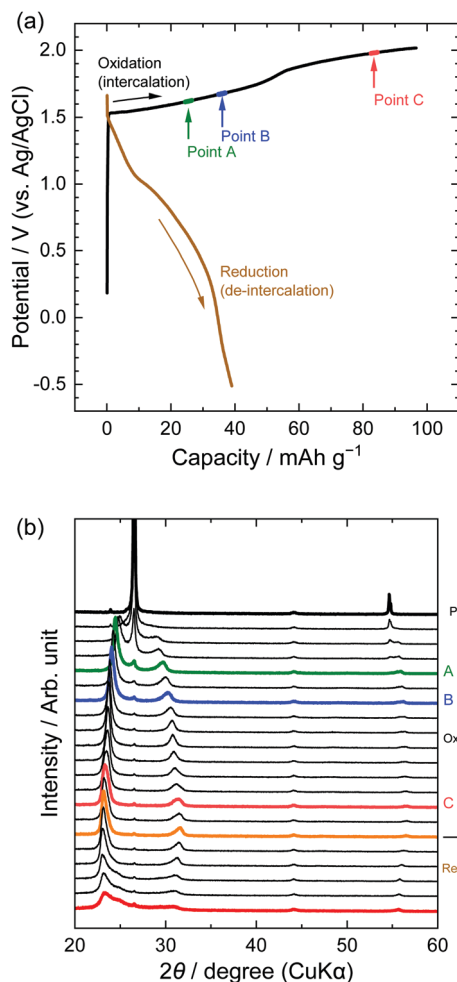 (a)
2.0
1.5
1.0
0.5
0.0
-0.5
Potential / V (vs. Ag/AgCl)
Oxidation
(intercalation)
Point A
Point B
Point C
Reduction
(de-intercalation)
0
20
40
60
80
100
Capacity / mAh g⁻¹
(b)
Intensity / Arb. unit
P
A
B
Ox
C
Re
20
30
40
50
60
2θ / degree (CuKα)